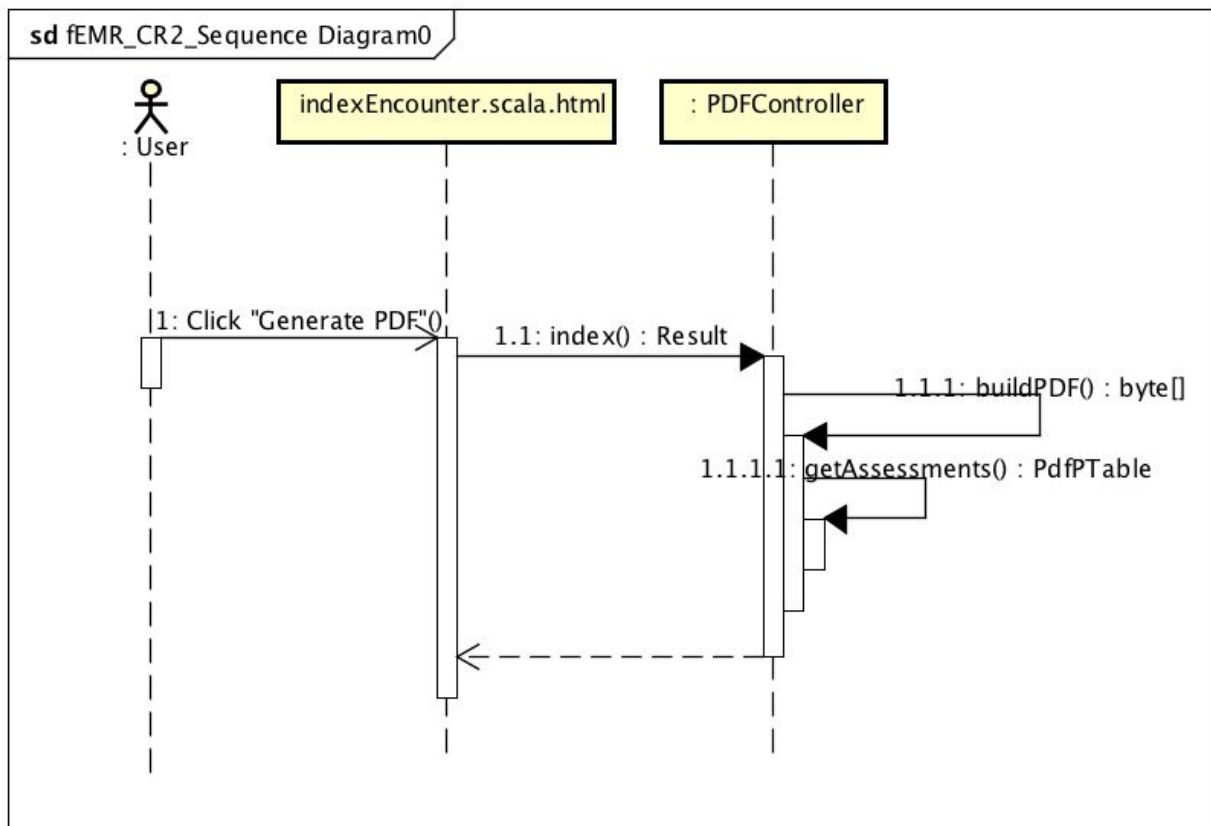 sd fEMR_CR2_Sequence Diagram0
: User
indexEncounter.scala.html
: PDFController
1: Click "Generate PDF"()
1.1: index() : Result
1.1.1: buildPDF() : byte[]
1.1.1.1: getAssessments() : PdfPTable